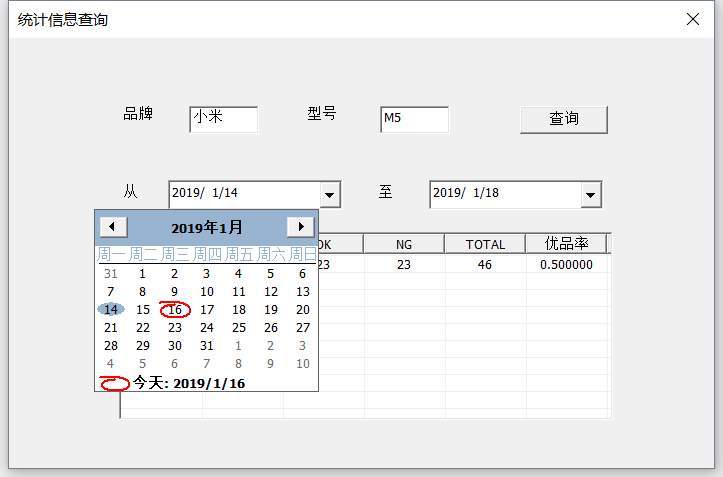 统计信息查询
品牌 小米 型号 M5 查询
从 2019/ 1/14 至 2019/ 1/18
2019年1月
周一 周二 周三 周四 周五 周六 周日
31 1 2 3 4 5 6
7 8 9 10 11 12 13
14 15 16 17 18 19 20
21 22 23 24 25 26 27
28 29 30 31 1 2 3
4 5 6 7 8 9 10
今天: 2019/1/16
OK NG TOTAL 优品率
23 23 46 0.500000